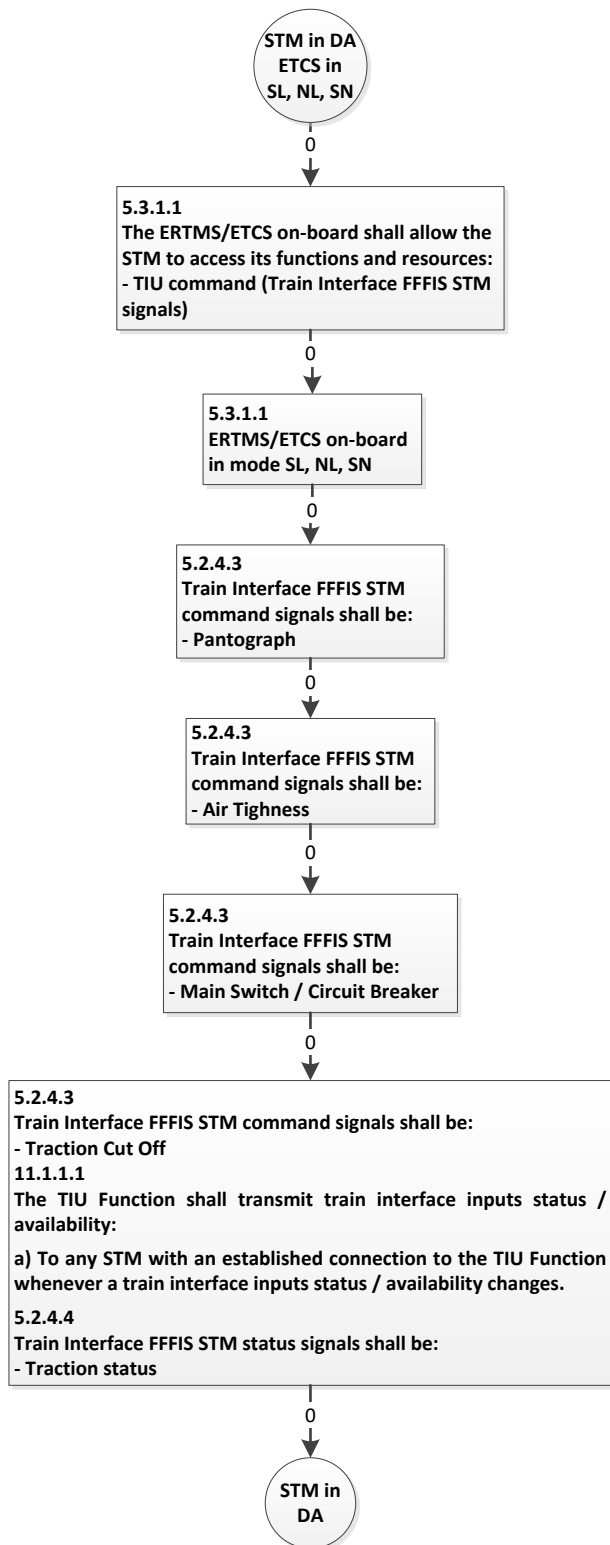 STM in DA
ETCS in
SL, NL, SN
0
5.3.1.1
The ERTMS/ETCS on-board shall allow the
STM to access its functions and resources:
- TIU command (Train Interface FFFIS STM
signals)
0
5.3.1.1
ERTMS/ETCS on-board
in mode SL, NL, SN
0
5.2.4.3
Train Interface FFFIS STM
command signals shall be:
- Pantograph
0
5.2.4.3
Train Interface FFFIS STM
command signals shall be:
- Air Tighness
0
5.2.4.3
Train Interface FFFIS STM
command signals shall be:
- Main Switch / Circuit Breaker
0
5.2.4.3
Train Interface FFFIS STM command signals shall be:
- Traction Cut Off
11.1.1.1
The TIU Function shall transmit train interface inputs status /
availability:
a) To any STM with an established connection to the TIU Function
whenever a train interface inputs status / availability changes.
5.2.4.4
Train Interface FFFIS STM status signals shall be:
- Traction status
0
STM in
DA